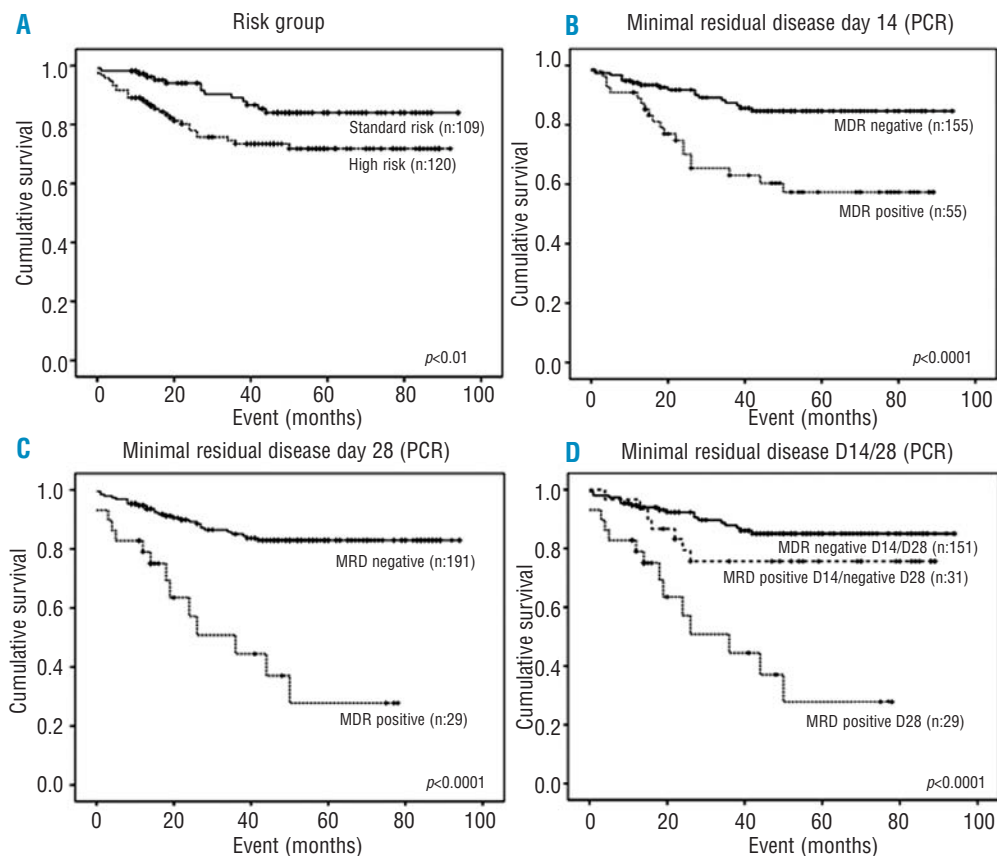 A
Risk group
1.0
0.8
0.6
0.4
0.2
0.0
Cumulative survival
Standard risk (n:109)
High risk (n:120)
p<0.01
0 20 40 60 80 100
Event (months)
B
Minimal residual disease day 14 (PCR)
1.0
0.8
0.6
0.4
0.2
0.0
Cumulative survival
MDR negative (n:155)
MDR positive (n:55)
p<0.0001
0 20 40 60 80 100
Event (months)
C
Minimal residual disease day 28 (PCR)
1.0
0.8
0.6
0.4
0.2
0.0
Cumulative survival
MRD negative (n:191)
MDR positive (n:29)
p<0.0001
0 20 40 60 80 100
Event (months)
D
Minimal residual disease D14/28 (PCR)
1.0
0.8
0.6
0.4
0.2
0.0
Cumulative survival
MDR negative D14/D28 (n:151)
MRD positive D14/negative D28 (n:31)
MRD positive D28 (n:29)
p<0.0001
0 20 40 60 80 100
Event (months)